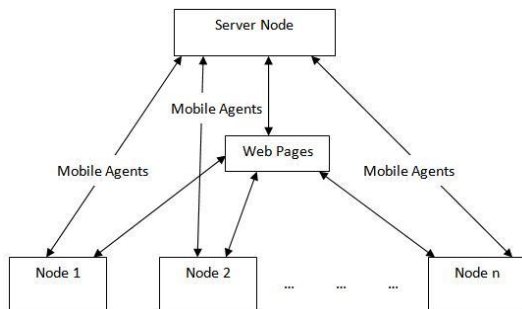 Server Node
Mobile Agents
Web Pages
Mobile Agents
Mobile Agents
Node 1
Node 2
... ... ...
Node n